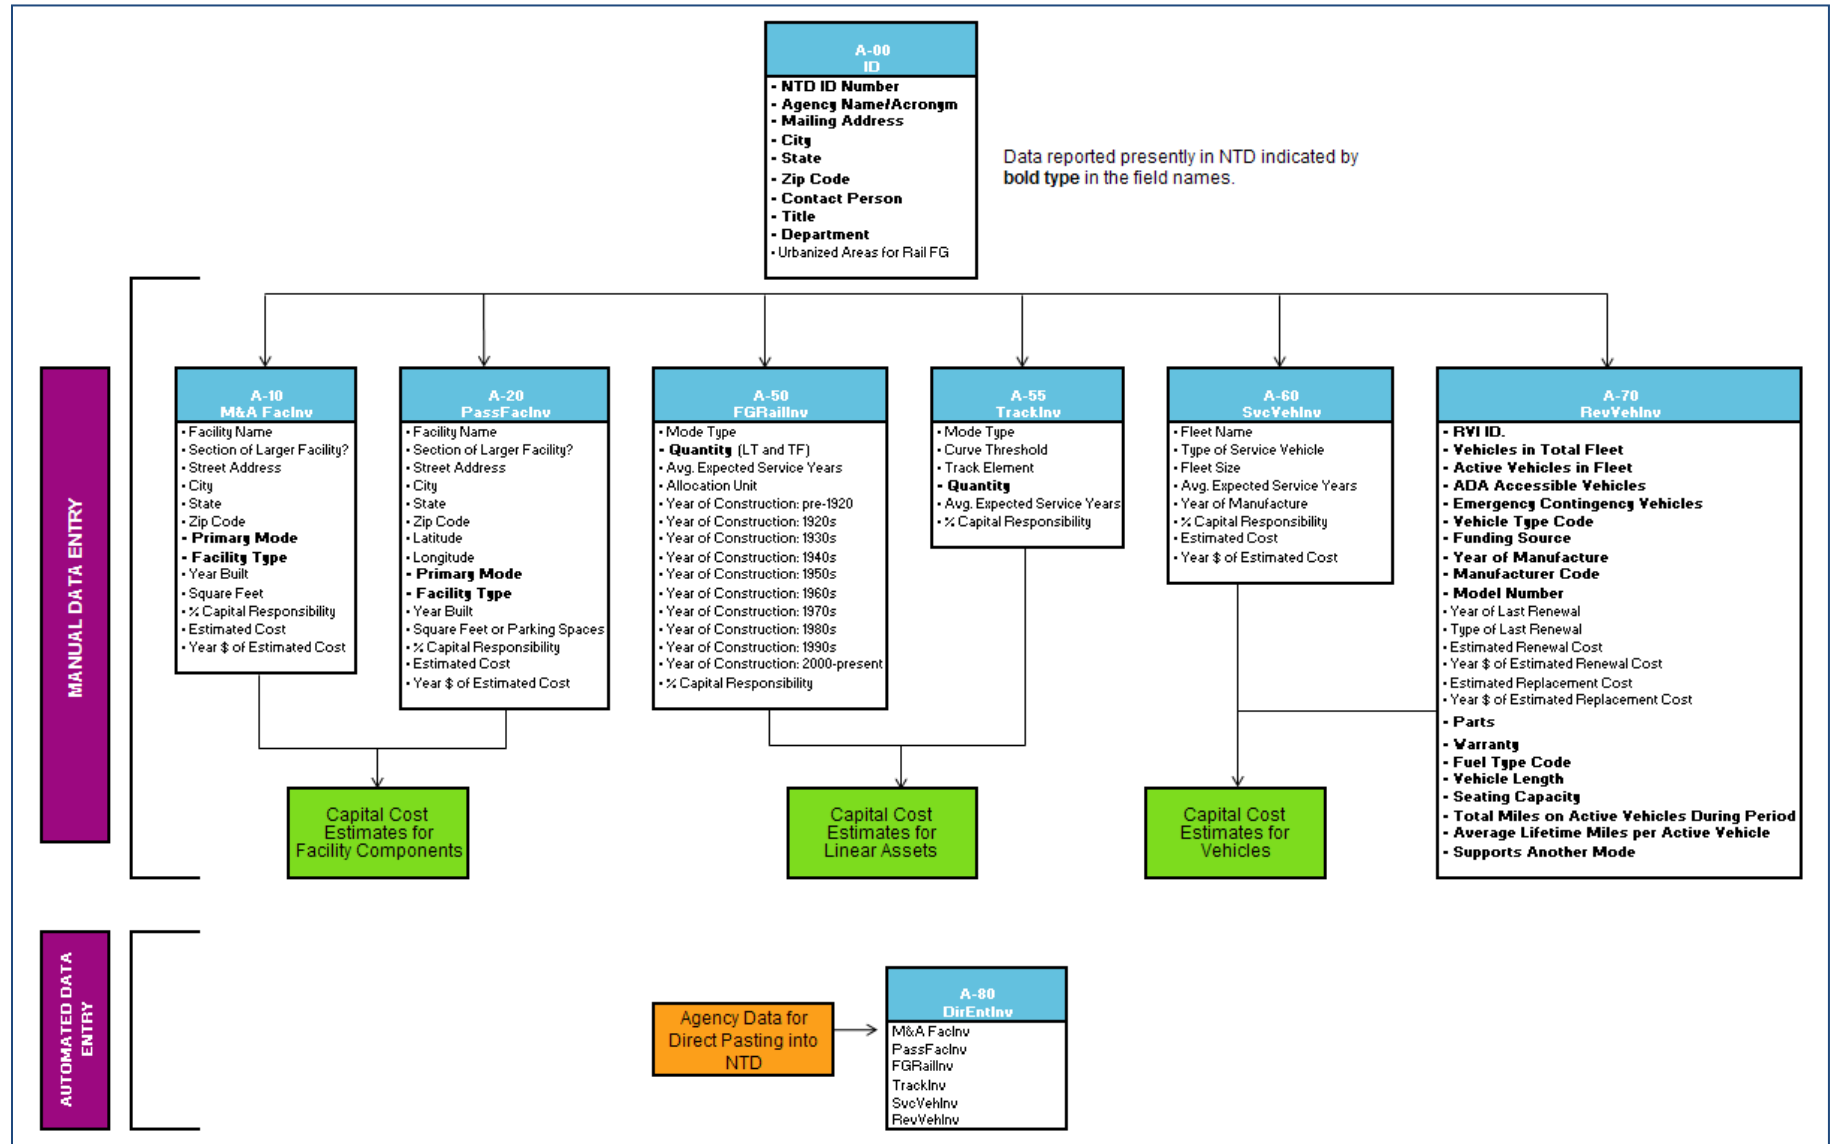 A-00
ID
- NTD ID Number
- Agency Name/Acronym
- Mailing Address
- City
- State
- Zip Code
- Contact Person
- Title
- Department
• Urbanized Areas for Rail FG
Data reported presently in NTD indicated by
bold type in the field names.
MANUAL DATA ENTRY
A-10
M&A FacInv
• Facility Name
• Section of Larger Facility?
• Street Address
• City
• State
• Zip Code
- Primary Mode
- Facility Type
• Year Built
• Square Feet
• % Capital Responsibility
• Estimated Cost
• Year $ of Estimated Cost
A-20
PassFacInv
• Facility Name
• Section of Larger Facility?
• Street Address
• City
• State
• Zip Code
• Latitude
• Longitude
- Primary Mode
- Facility Type
• Year Built
• Square Feet or Parking Spaces
• % Capital Responsibility
• Estimated Cost
• Year $ of Estimated Cost
A-50
FGRailInv
• Mode Type
- Quantity (LT and TF)
• Avg. Expected Service Years
• Allocation Unit
• Year of Construction: pre-1920
• Year of Construction: 1920s
• Year of Construction: 1930s
• Year of Construction: 1940s
• Year of Construction: 1950s
• Year of Construction: 1960s
• Year of Construction: 1970s
• Year of Construction: 1980s
• Year of Construction: 1990s
• Year of Construction: 2000-present
• % Capital Responsibility
A-55
TrackInv
• Mode Type
• Curve Threshold
• Track Element
- Quantity
• Avg. Expected Service Years
• % Capital Responsibility
A-60
SvcVehInv
• Fleet Name
• Type of Service Vehicle
• Fleet Size
• Avg. Expected Service Years
• Year of Manufacture
• % Capital Responsibility
• Estimated Cost
• Year $ of Estimated Cost
A-70
RevVehInv
- RVI ID.
- Vehicles in Total Fleet
- Active Vehicles in Fleet
- ADA Accessible Vehicles
- Emergency Contingency Vehicles
- Vehicle Type Code
- Funding Source
- Year of Manufacture
- Manufacturer Code
- Model Number
• Year of Last Renewal
• Type of Last Renewal
• Estimated Renewal Cost
• Year $ of Estimated Renewal Cost
• Estimated Replacement Cost
• Year $ of Estimated Replacement Cost
- Parts
- Warranty
- Fuel Type Code
- Vehicle Length
- Seating Capacity
- Total Miles on Active Vehicles During Period
- Average Lifetime Miles per Active Vehicle
- Supports Another Mode
Capital Cost
Estimates for
Facility Components
Capital Cost
Estimates for
Linear Assets
Capital Cost
Estimates for
Vehicles
AUTOMATED DATA
ENTRY
Agency Data for
Direct Pasting into
NTD
A-80
DirEntInv
M&A FacInv
PassFacInv
FGRailInv
TrackInv
SvcVehInv
RevVehInv